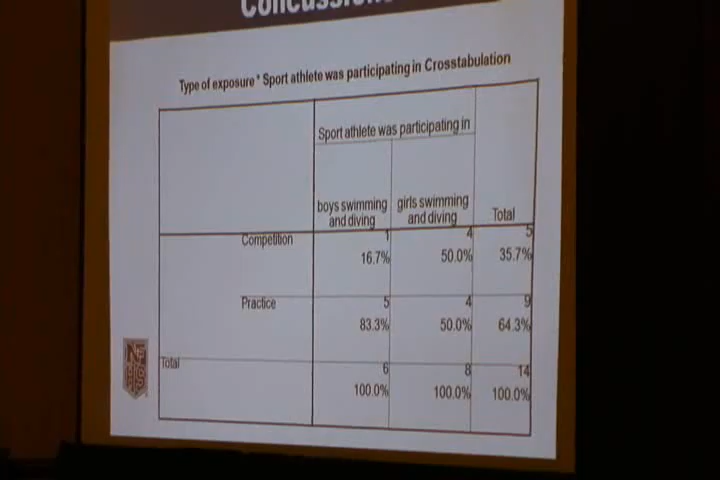 Concussion
Type of exposure * Sport athlete was participating in Crosstabulation
Sport athlete was participating in
boys swimming and diving girls swimming and diving Total
Competition 1 4 5
16.7% 50.0% 35.7%
Practice 5 4 9
83.3% 50.0% 64.3%
Total 6 8 14
100.0% 100.0% 100.0%